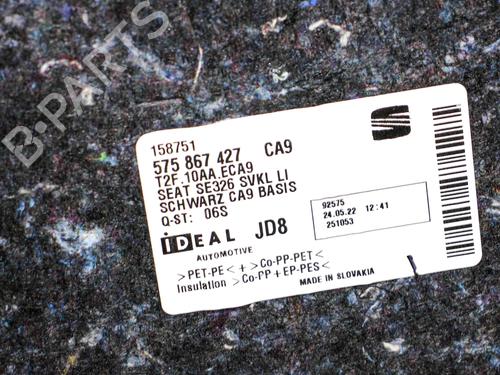 B-PARTS
158751
575 867 427 CA9
T2F.10AA.ECA9
SEAT SE326 SVKL LI
SCHWARZ CA9 BASIS
Q-ST: 06S
IDEAL JD8
AUTOMOTIVE
92575
24.05.22 12:41
251053
>PET-PE< + >Co-PP-PET<
Insulation >Co-PP + EP-PES<
MADE IN SLOVAKIA